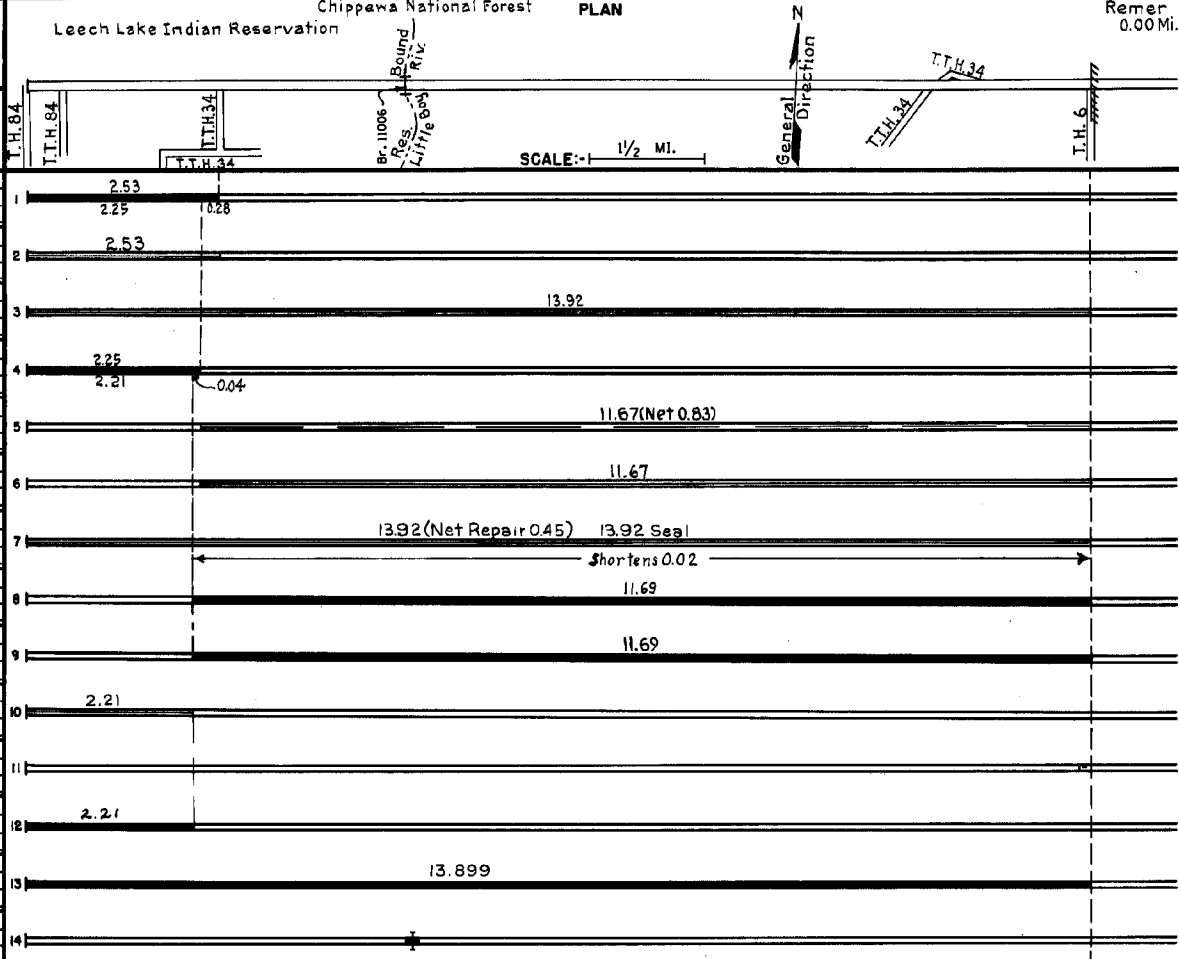 Chippewa National Forest PLAN Remer
Leech Lake Indian Reservation N 0.00 Mi.
T.H. 84
T.T.H. 84
T.T.H. 34
T.T.H. 34
Br. 11006
Res. Bound
Little Boy Riv.
SCALE:- 1½ MI.
General Direction
T.T.H. 34
T.T.H. 34
T.H. 6
2.53
1
2.25 0.28
2.53
2
13.92
3
2.25
4
2.21 0.04
11.67(Net 0.83)
5
11.67
6
13.92(Net Repair 0.45) 13.92 Seal
7
Shortens 0.02
11.69
8
11.69
9
2.21
10
11
2.21
12
13.899
13
14